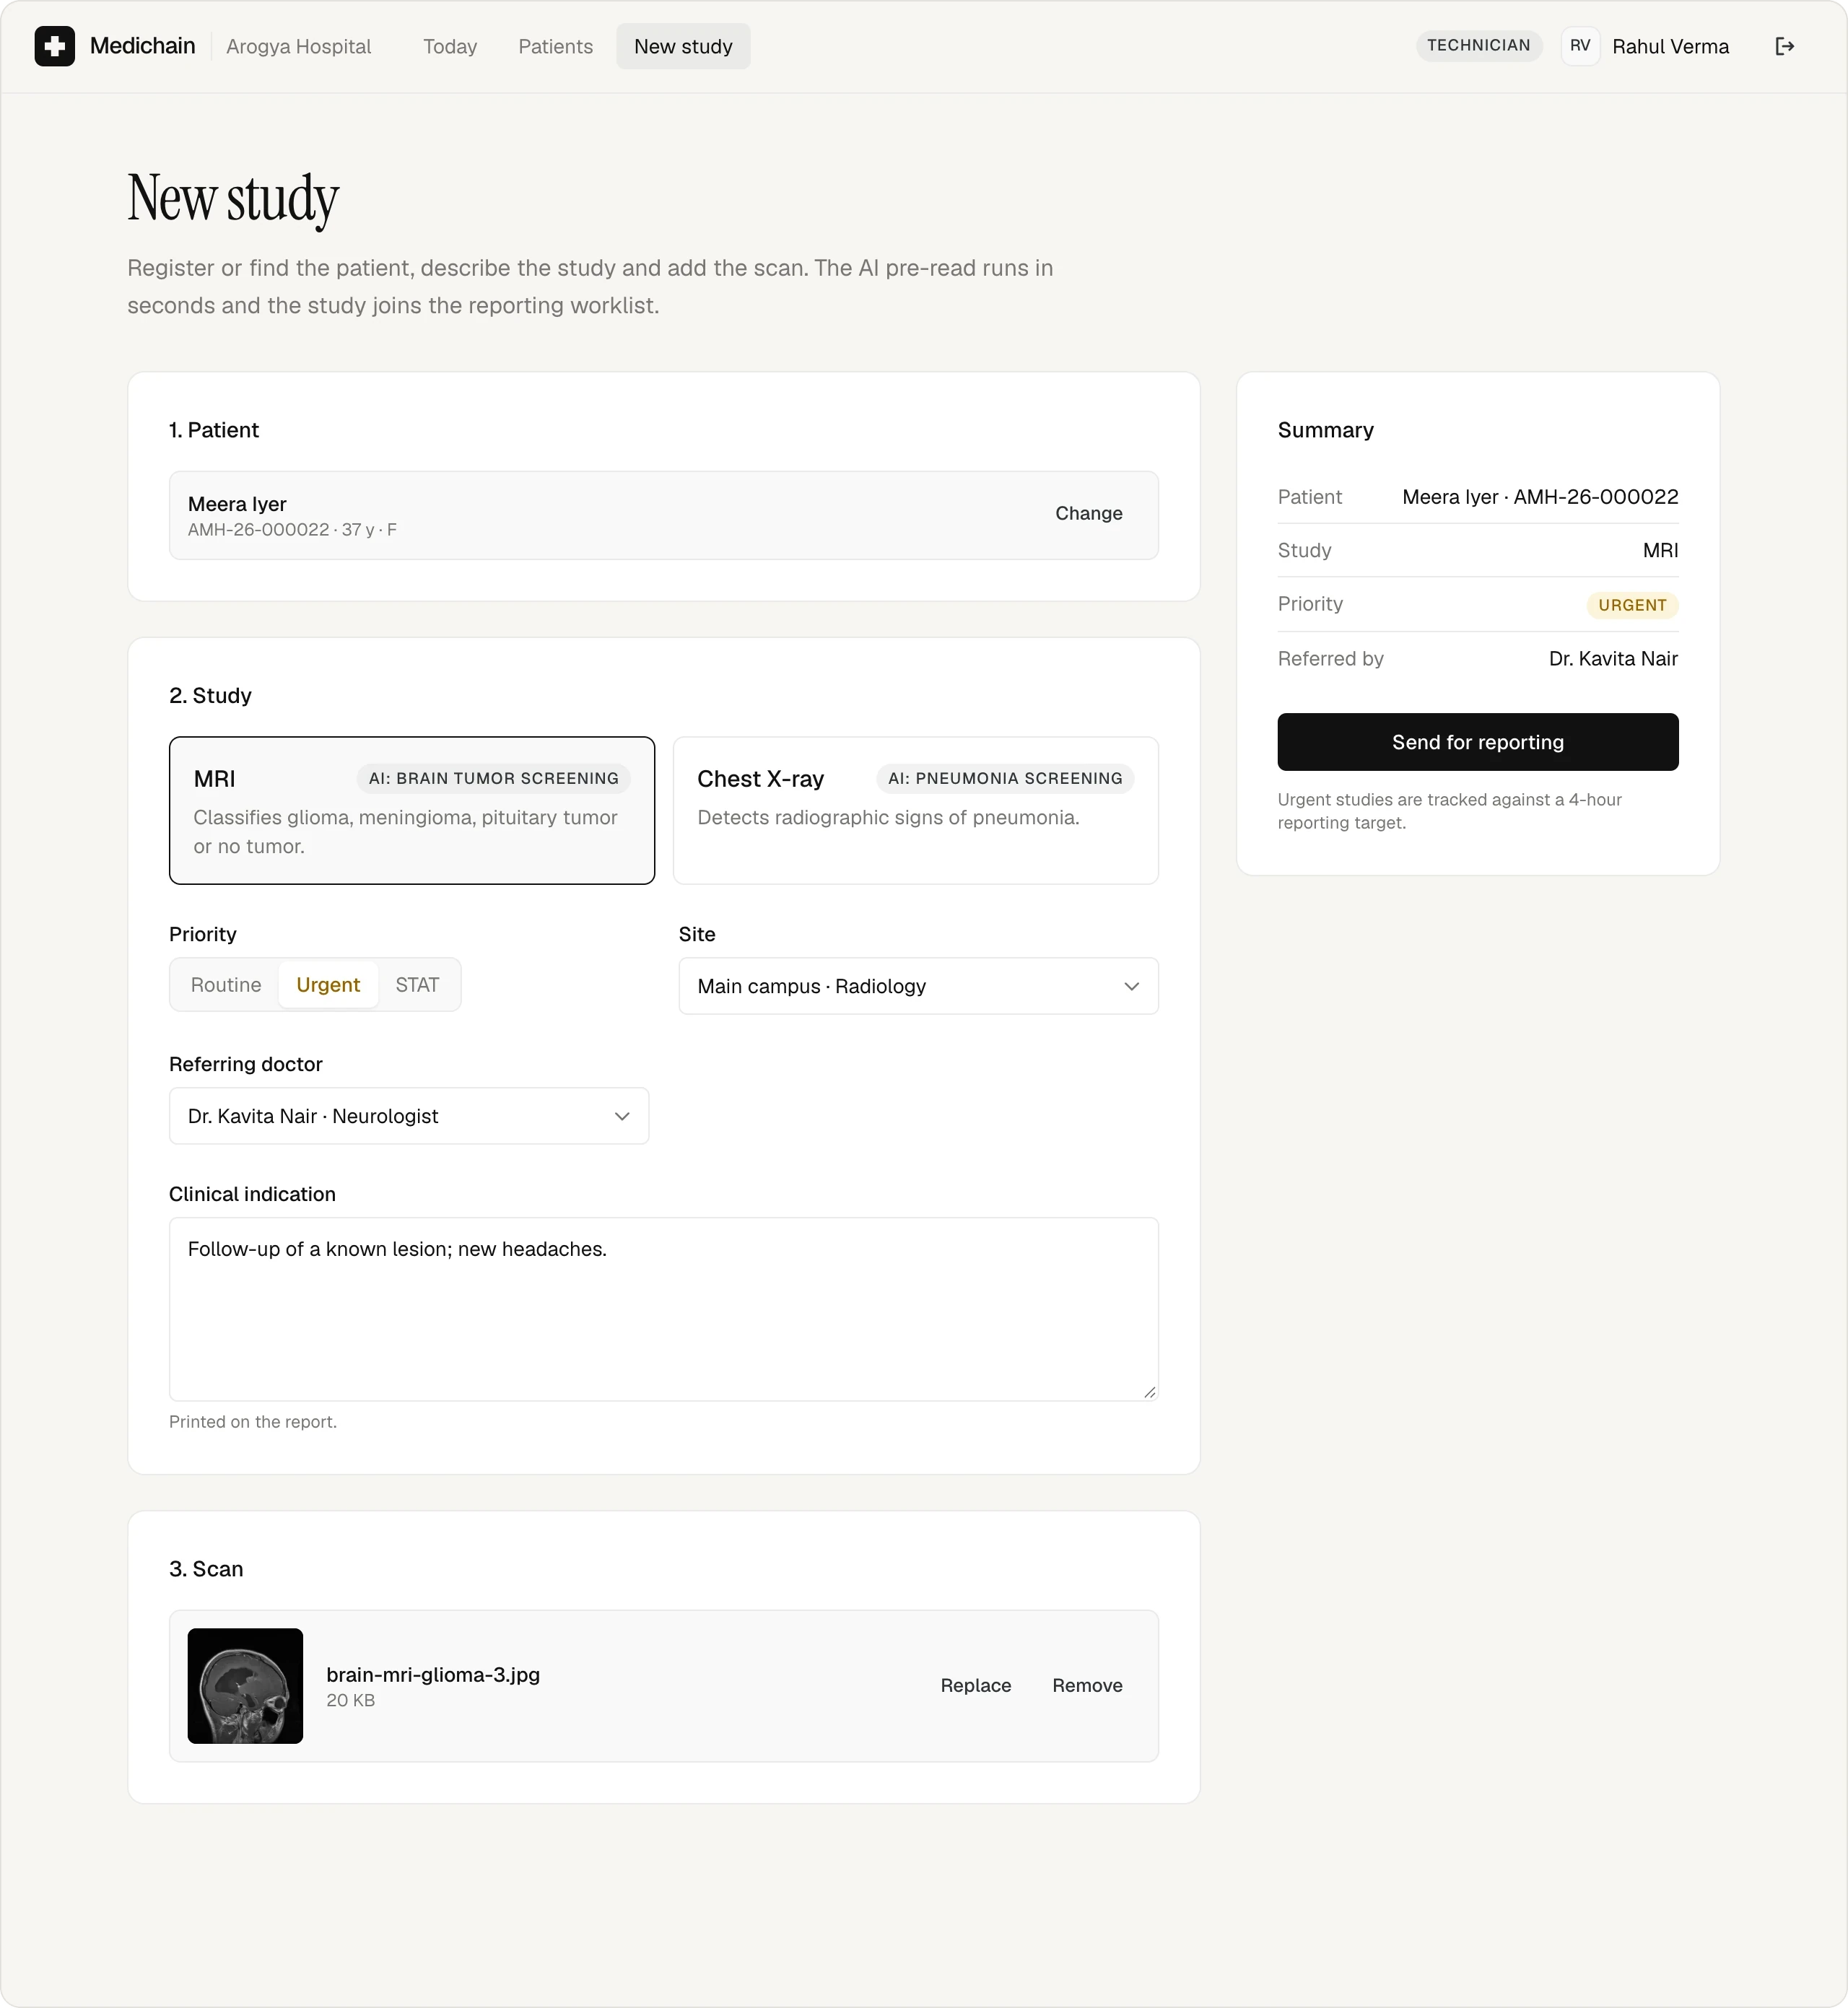 Medichain
Arogya Hospital
Today
Patients
New study
TECHNICIAN
RV
Rahul Verma
New study
Register or find the patient, describe the study and add the scan. The AI pre-read runs in
seconds and the study joins the reporting worklist.
1. Patient
Meera Iyer
AMH-26-000022 · 37 y · F
Change
2. Study
MRI
AI: BRAIN TUMOR SCREENING
Classifies glioma, meningioma, pituitary tumor
or no tumor.
Chest X-ray
AI: PNEUMONIA SCREENING
Detects radiographic signs of pneumonia.
Priority
Routine
Urgent
STAT
Site
Main campus · Radiology
Referring doctor
Dr. Kavita Nair · Neurologist
Clinical indication
Follow-up of a known lesion; new headaches.
Printed on the report.
3. Scan
brain-mri-glioma-3.jpg
20 KB
Replace
Remove
Summary
Patient
Meera Iyer · AMH-26-000022
Study
MRI
Priority
URGENT
Referred by
Dr. Kavita Nair
Send for reporting
Urgent studies are tracked against a 4-hour
reporting target.